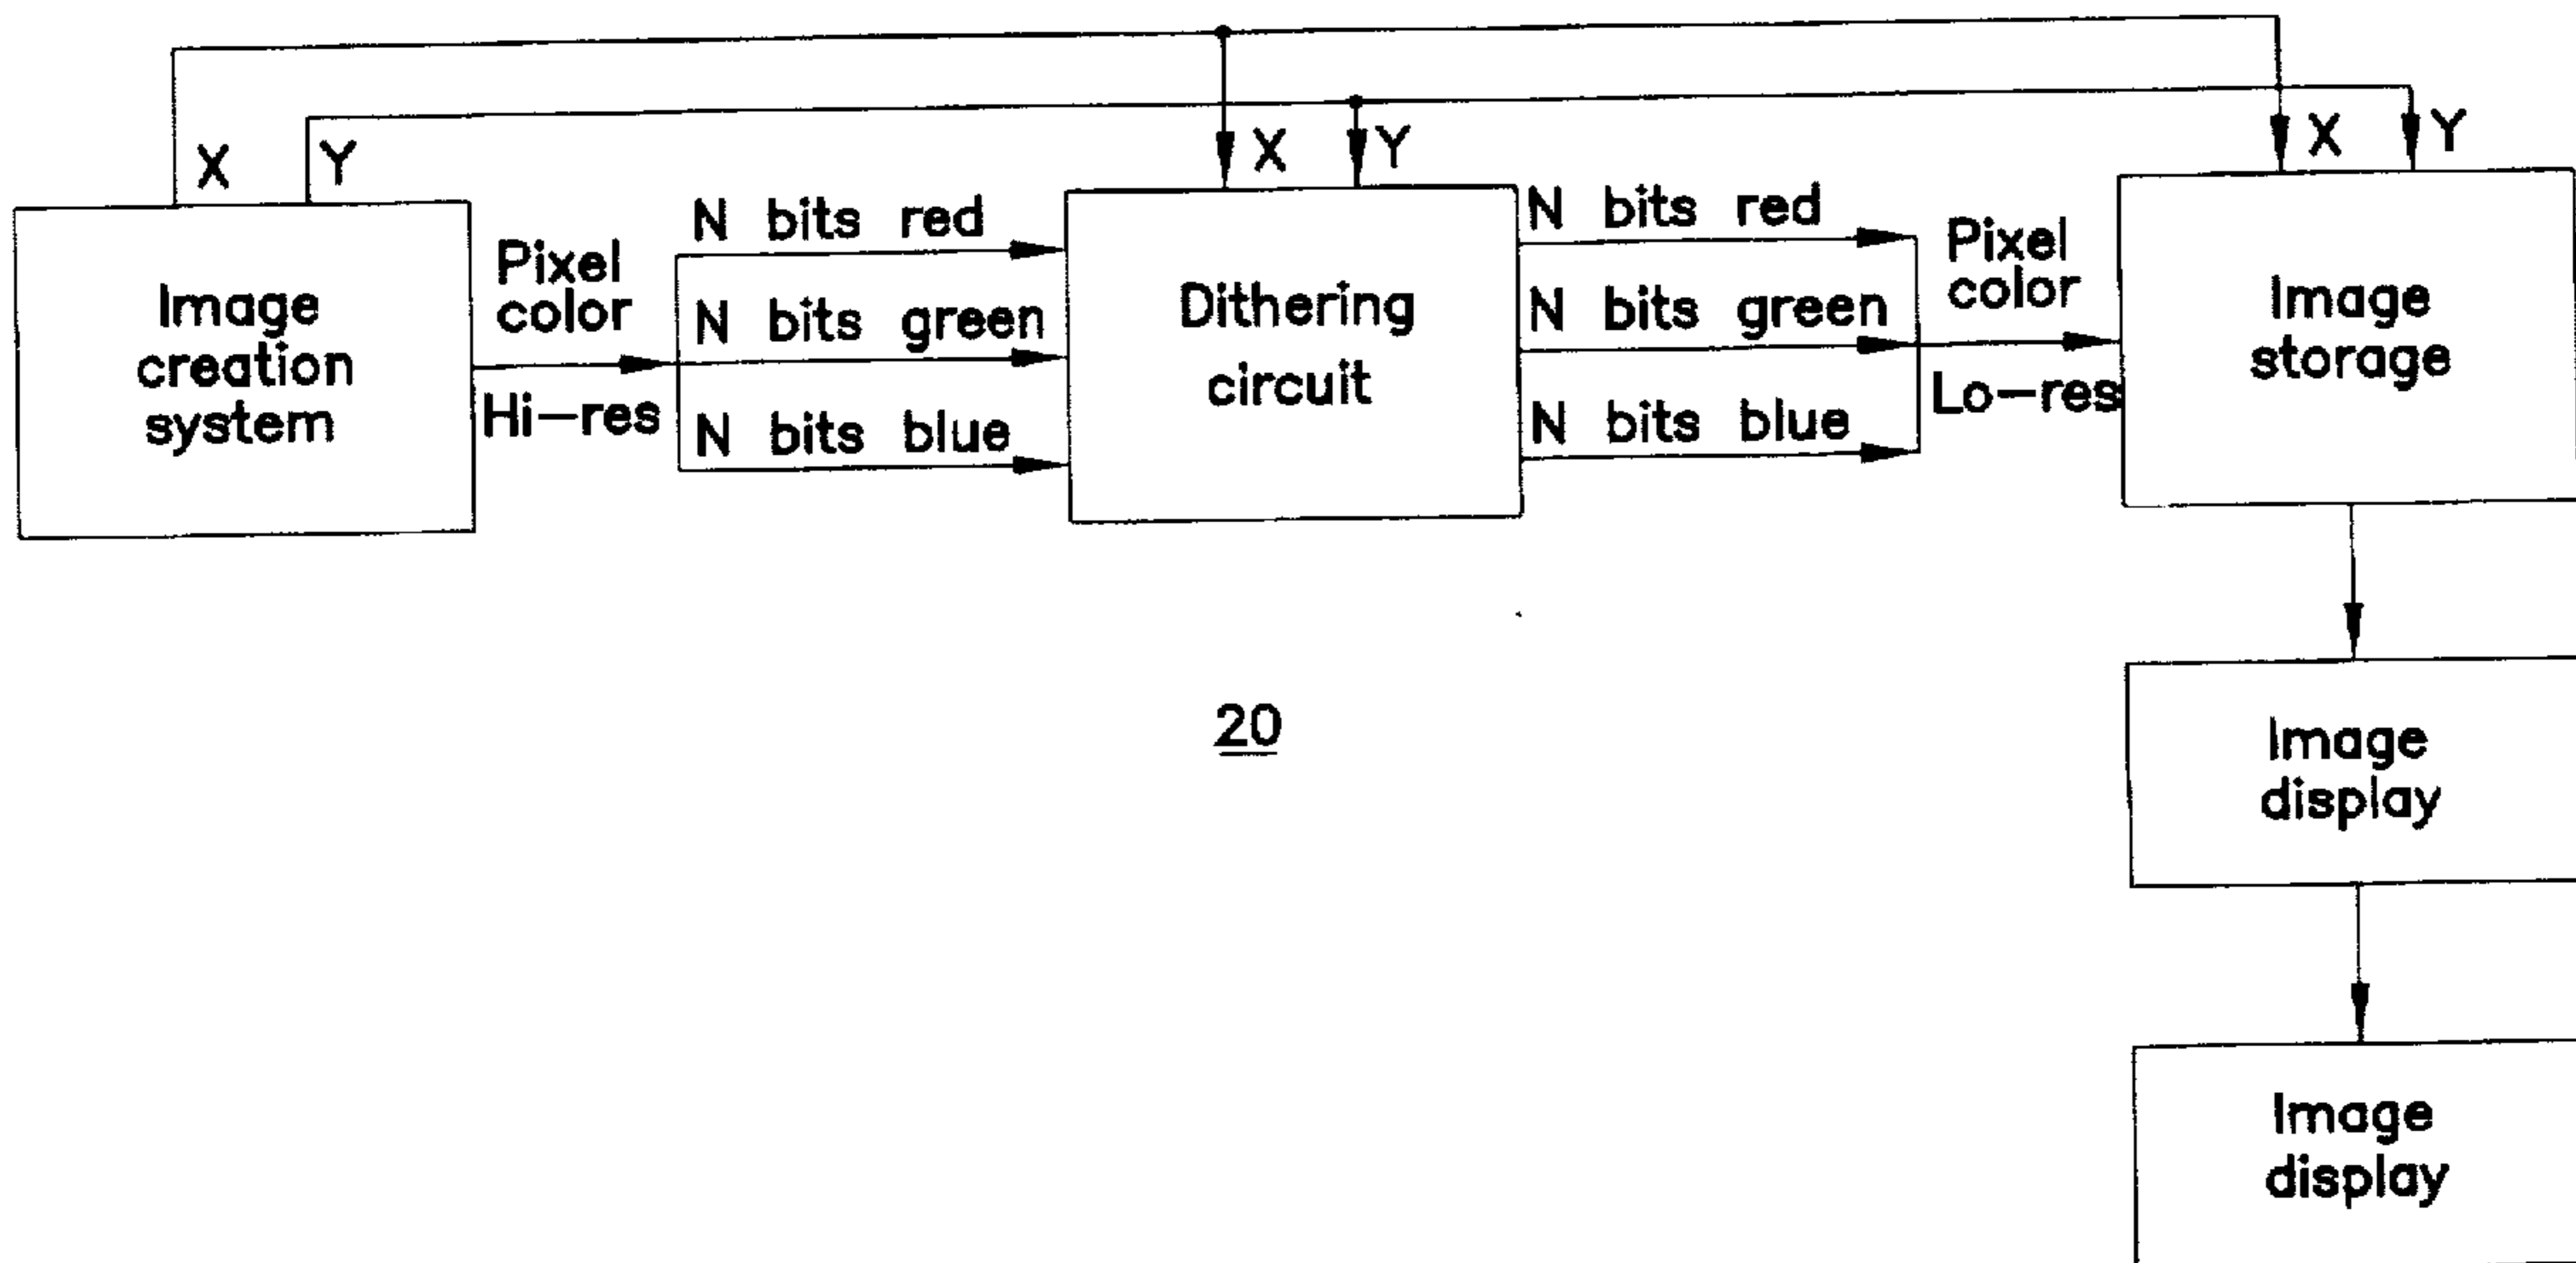 X
Y
X
Y
X
Y
Image
creation
system
Pixel
color
Hi-res
N bits red
N bits green
N bits blue
Dithering
circuit
N bits red
N bits green
N bits blue
Pixel
color
Lo-res
Image
storage
20
Image
display
Image
display